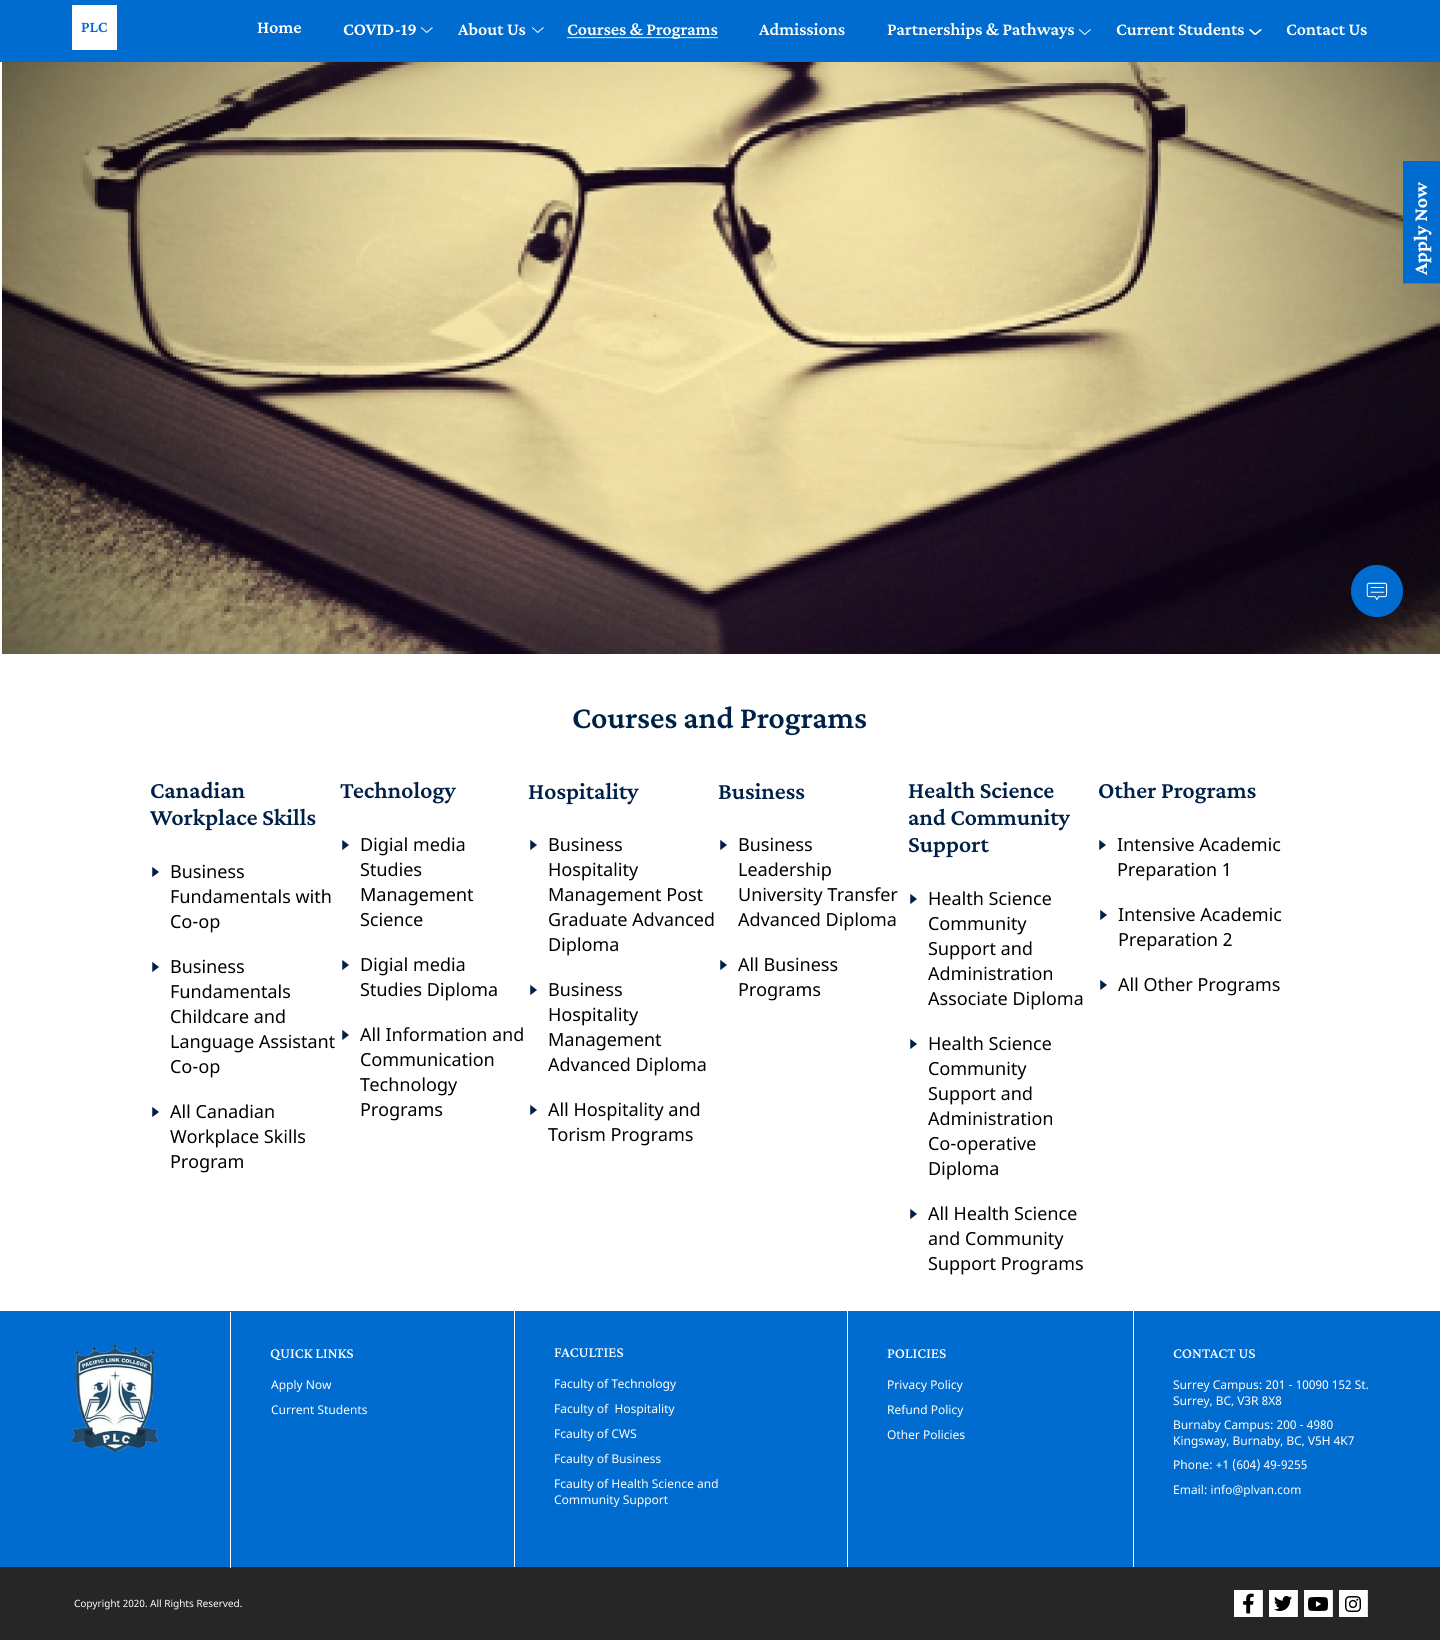 PLC
Home
COVID-19
About Us
Courses & Programs
Admissions
Partnerships & Pathways
Current Students
Contact Us
Apply Now
Courses and Programs
Canadian
Workplace Skills
Business
Fundamentals with
Co-op
Business
Fundamentals
Childcare and
Language Assistant
Co-op
All Canadian
Workplace Skills
Program
Technology
Digial media
Studies
Management
Science
Digial media
Studies Diploma
All Information and
Communication
Technology
Programs
Hospitality
Business
Hospitality
Management Post
Graduate Advanced
Diploma
Business
Hospitality
Management
Advanced Diploma
All Hospitality and
Torism Programs
Business
Business
Leadership
University Transfer
Advanced Diploma
All Business
Programs
Health Science
and Community
Support
Health Science
Community
Support and
Administration
Associate Diploma
Health Science
Community
Support and
Administration
Co-operative
Diploma
All Health Science
and Community
Support Programs
Other Programs
Intensive Academic
Preparation 1
Intensive Academic
Preparation 2
All Other Programs
PACIFIC LINK COLLEGE
PLC
QUICK LINKS
Apply Now
Current Students
FACULTIES
Faculty of Technology
Faculty of  Hospitality
Fcaulty of CWS
Fcaulty of Business
Fcaulty of Health Science and
Community Support
POLICIES
Privacy Policy
Refund Policy
Other Policies
CONTACT US
Surrey Campus: 201 - 10090 152 St.
Surrey, BC, V3R 8X8
Burnaby Campus: 200 - 4980
Kingsway, Burnaby, BC, V5H 4K7
Phone: +1 (604) 49-9255
Email: info@plvan.com
Copyright 2020. All Rights Reserved.